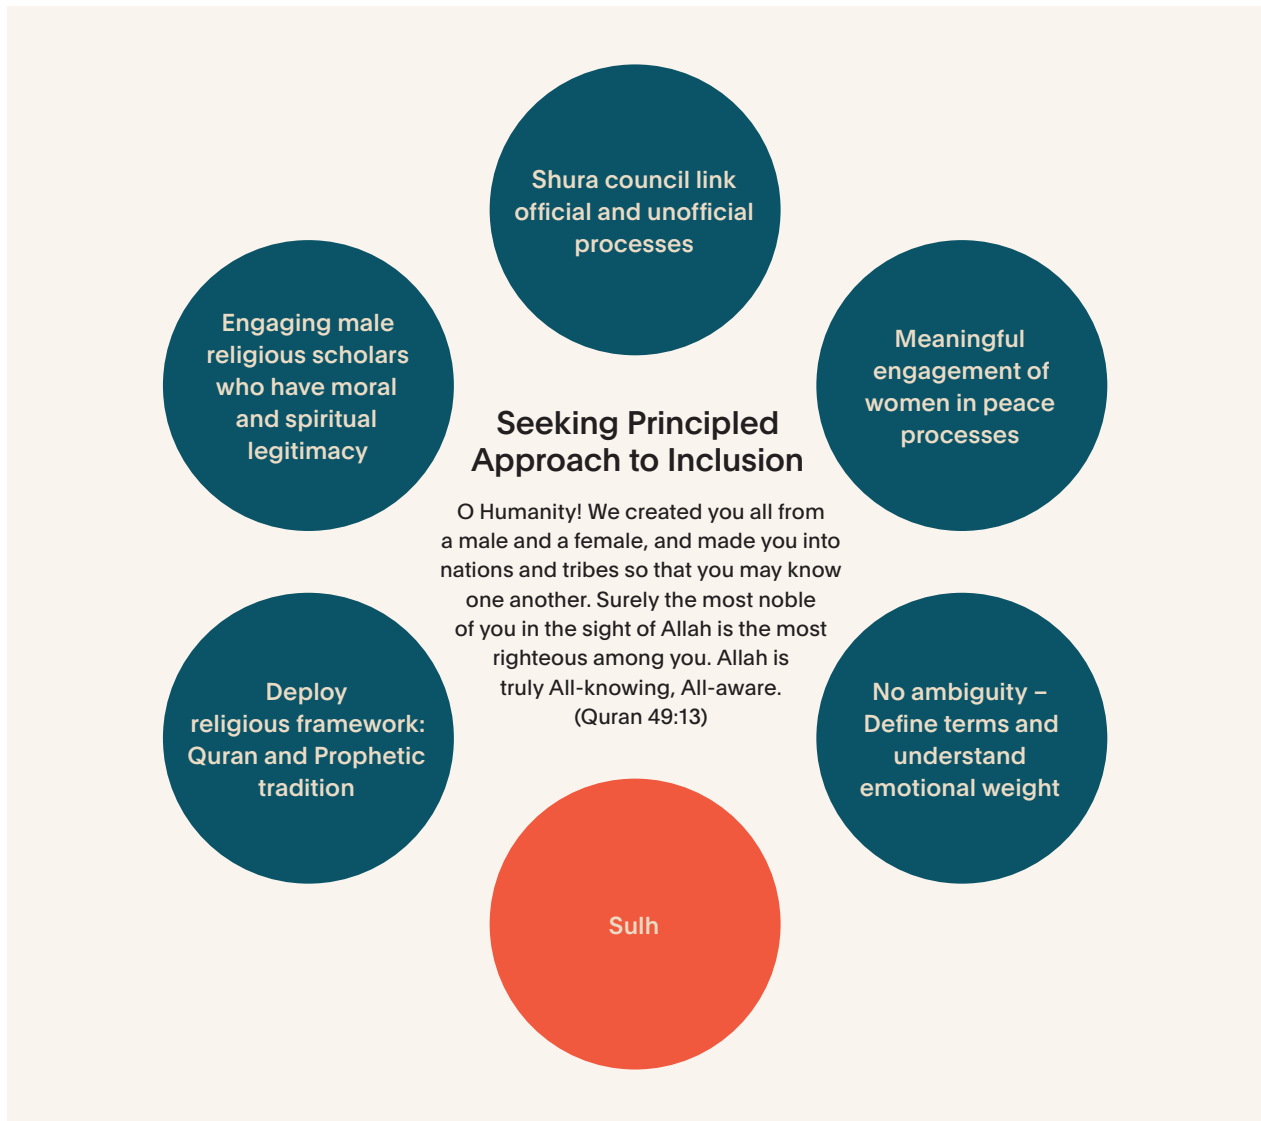 Shura council link
official and unofficial
processes
Engaging male
religious scholars
who have moral
and spiritual
legitimacy
Meaningful
engagement of
women in peace
processes
Seeking Principled
Approach to Inclusion
O Humanity! We created you all from
a male and a female, and made you into
nations and tribes so that you may know
one another. Surely the most noble
of you in the sight of Allah is the most
righteous among you. Allah is
truly All-knowing, All-aware.
(Quran 49:13)
Deploy
religious framework:
Quran and Prophetic
tradition
No ambiguity –
Define terms and
understand
emotional weight
Sulh